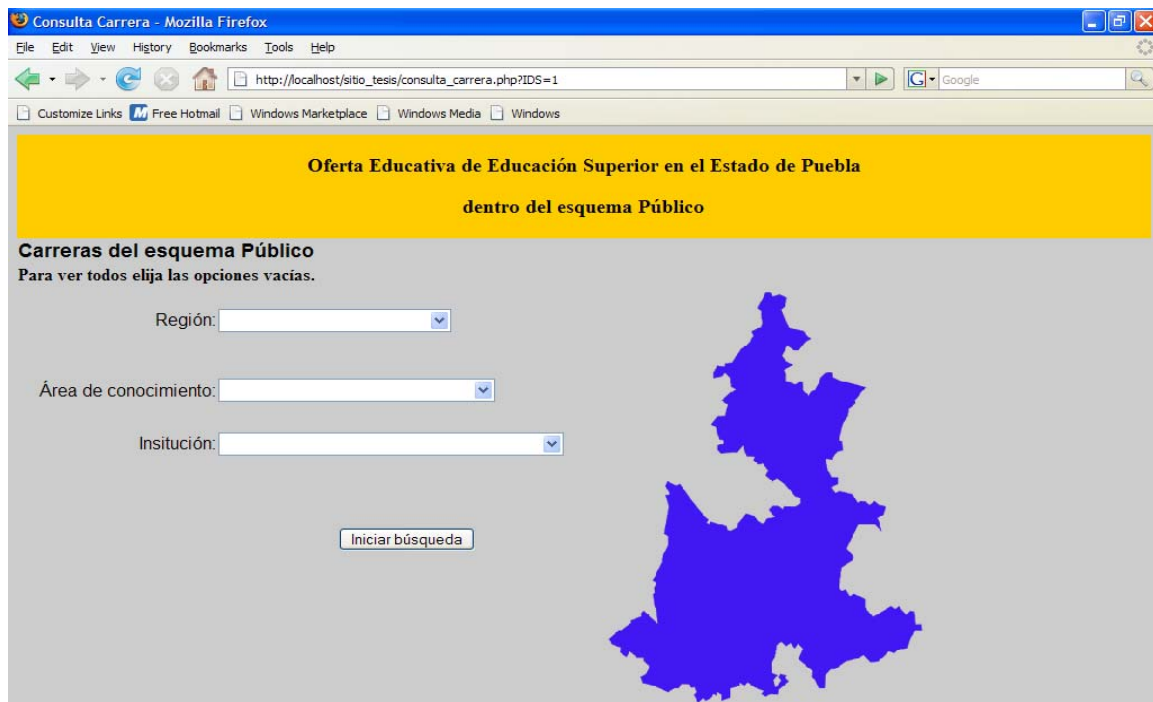 Consulta Carrera - Mozilla Firefox
File Edit View History Bookmarks Tools Help
http://localhost/sitio_tesis/consulta_carrera.php?IDS=1
G Google
Customize Links Free Hotmail Windows Marketplace Windows Media Windows
Oferta Educativa de Educación Superior en el Estado de Puebla
dentro del esquema Público
Carreras del esquema Público
Para ver todos elija las opciones vacías.
Región:
Área de conocimiento:
Insitución:
Iniciar búsqueda